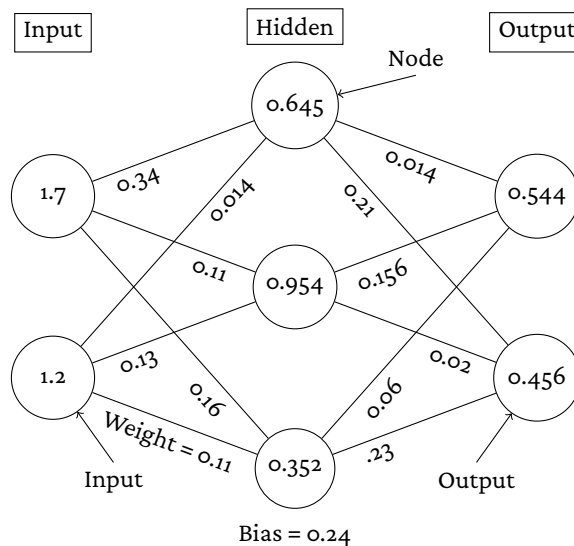 Input
Hidden
Output
Node
0.645
0.34
0.014
0.014
0.21
1.7
0.544
0.11
0.954
0.156
0.13
0.02
1.2
0.16
0.06
0.456
Weight = 0.11
0.352
.23
Input
Output
Bias = 0.24